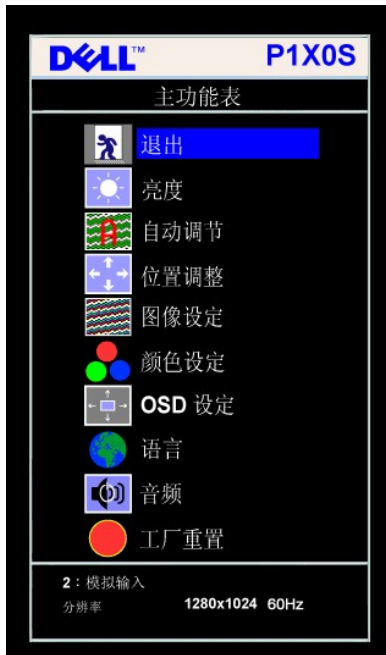 DELL™ P1X0S
主功能表
退出
亮度
自动调节
位置调整
图像设定
颜色设定
OSD 设定
语言
音频
工厂重置
2：模拟输入
分辨率 1280x1024 60Hz